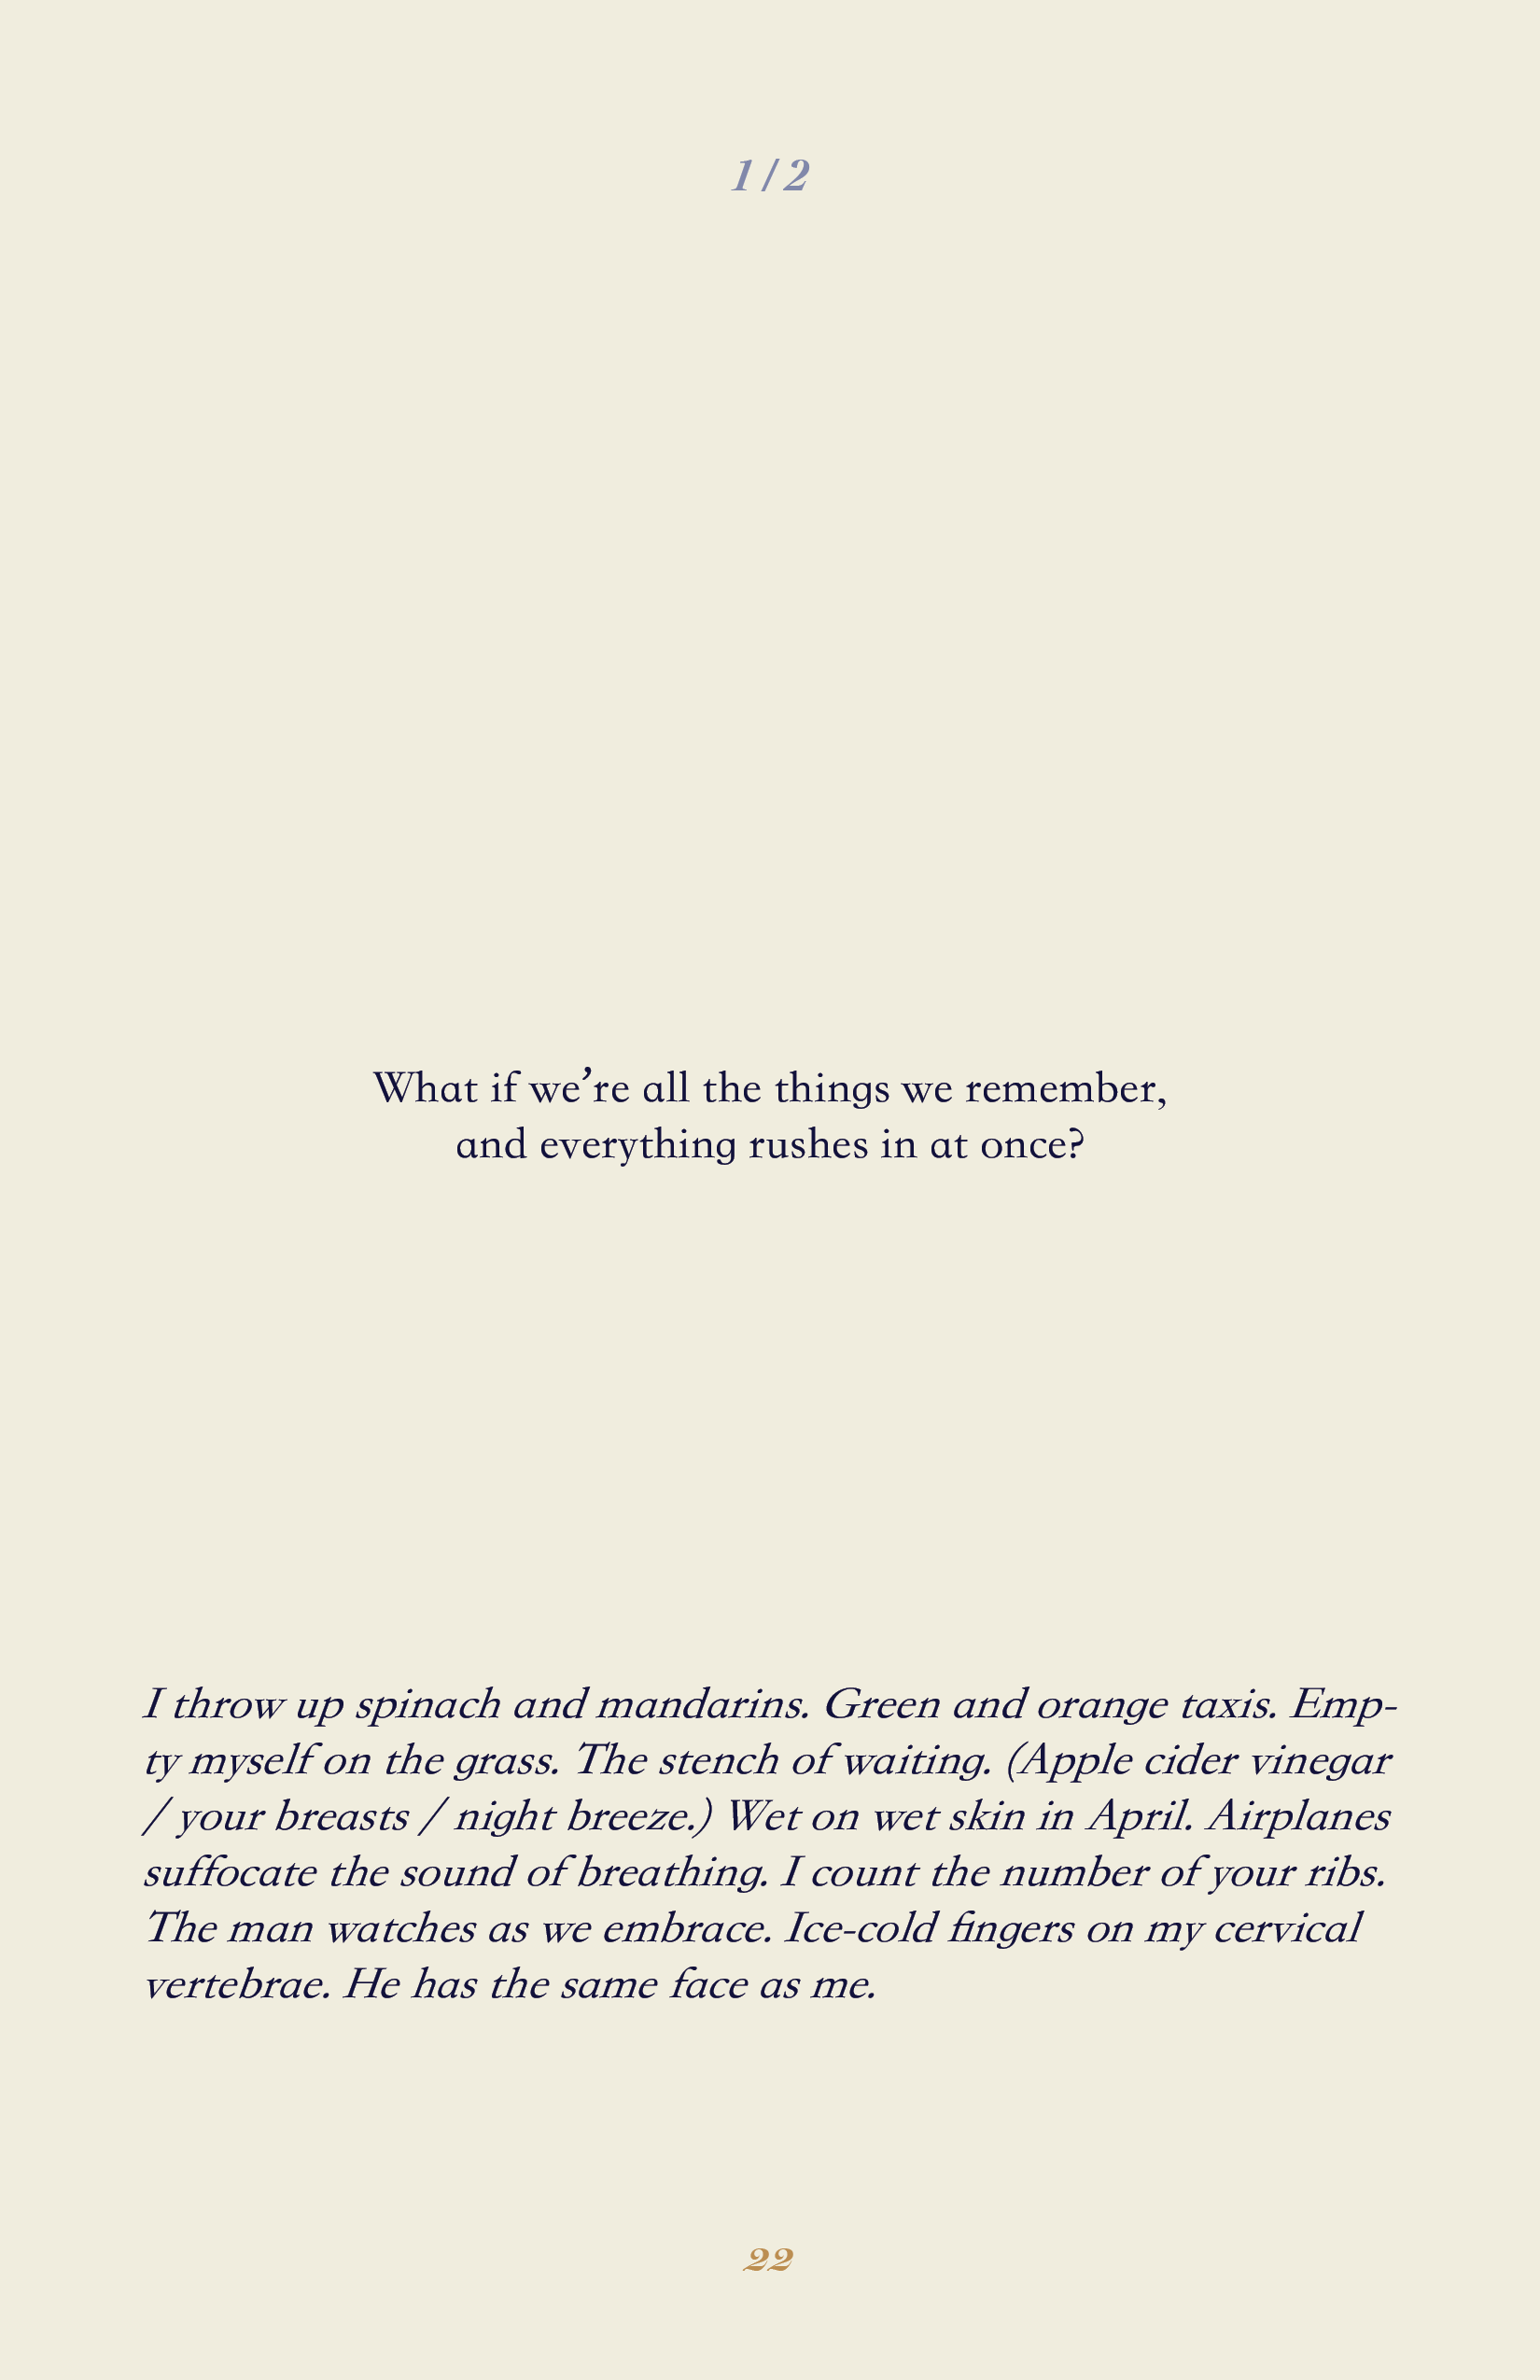 1/2
What if we’re all the things we remember,
and everything rushes in at once?
I throw up spinach and mandarins. Green and orange taxis. Emp-
ty myself on the grass. The stench of waiting. (Apple cider vinegar
/ your breasts / night breeze.) Wet on wet skin in April. Airplanes
suffocate the sound of breathing. I count the number of your ribs.
The man watches as we embrace. Ice-cold fingers on my cervical
vertebrae. He has the same face as me.
22